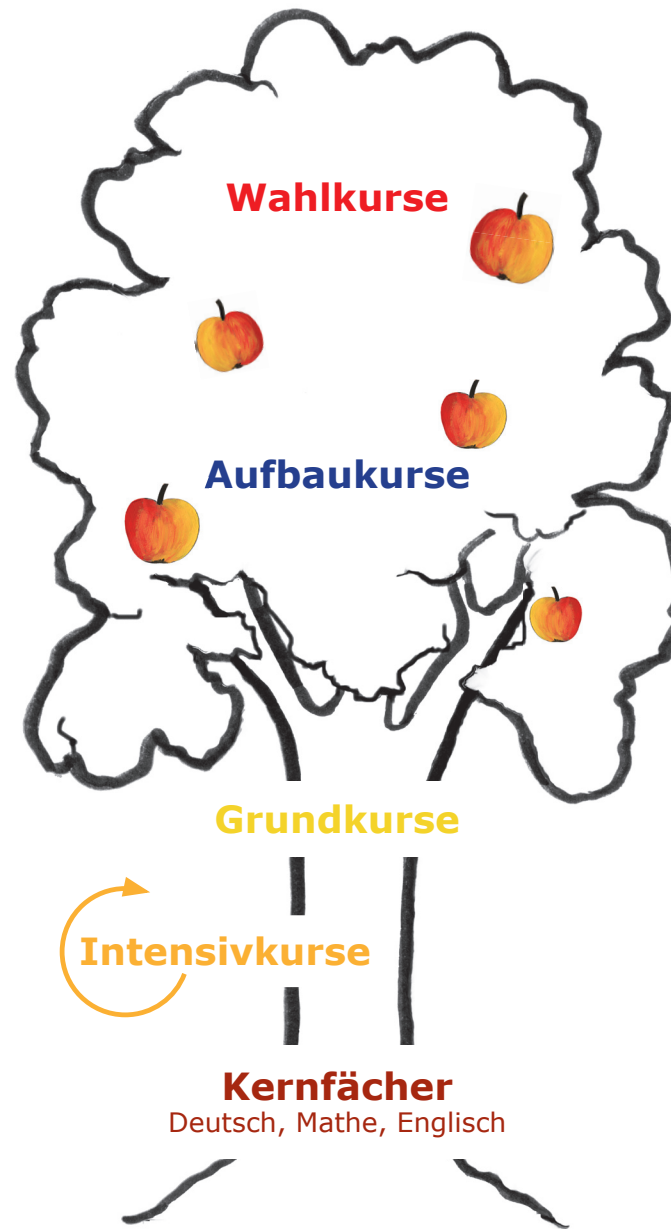 Wahlkurse
Aufbaukurse
Grundkurse
Intensivkurse
Kernfächer
Deutsch, Mathe, Englisch